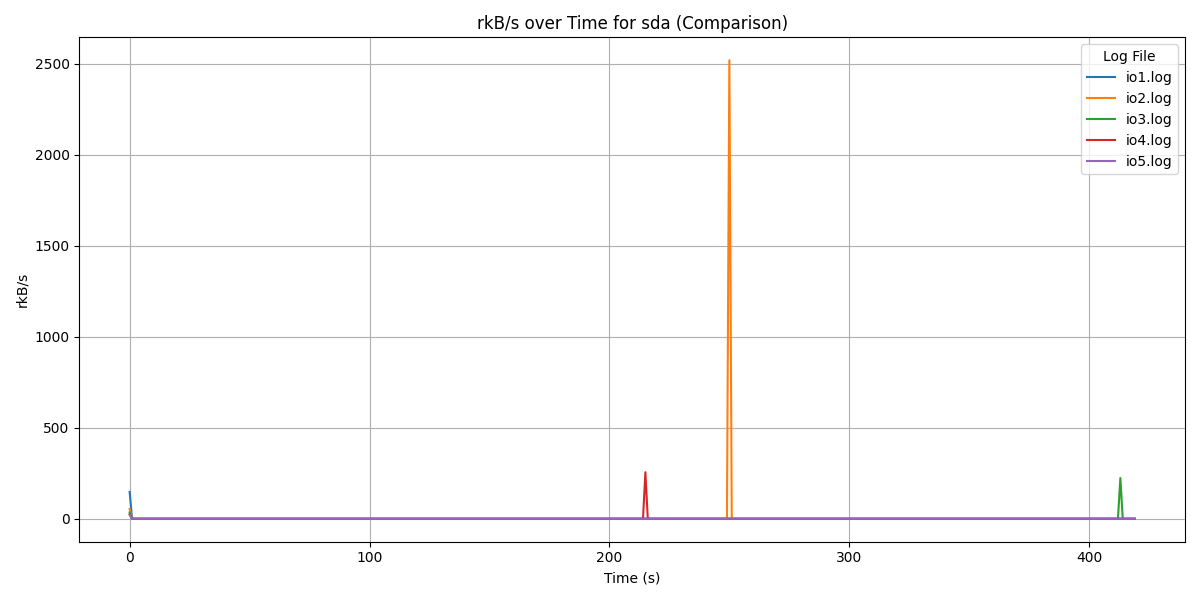 rkB/s over Time for sda (Comparison)
Log File
io1.log
io2.log
io3.log
io4.log
io5.log
rkB/s
2500
2000
1500
1000
500
0
0 100 200 300 400
Time (s)